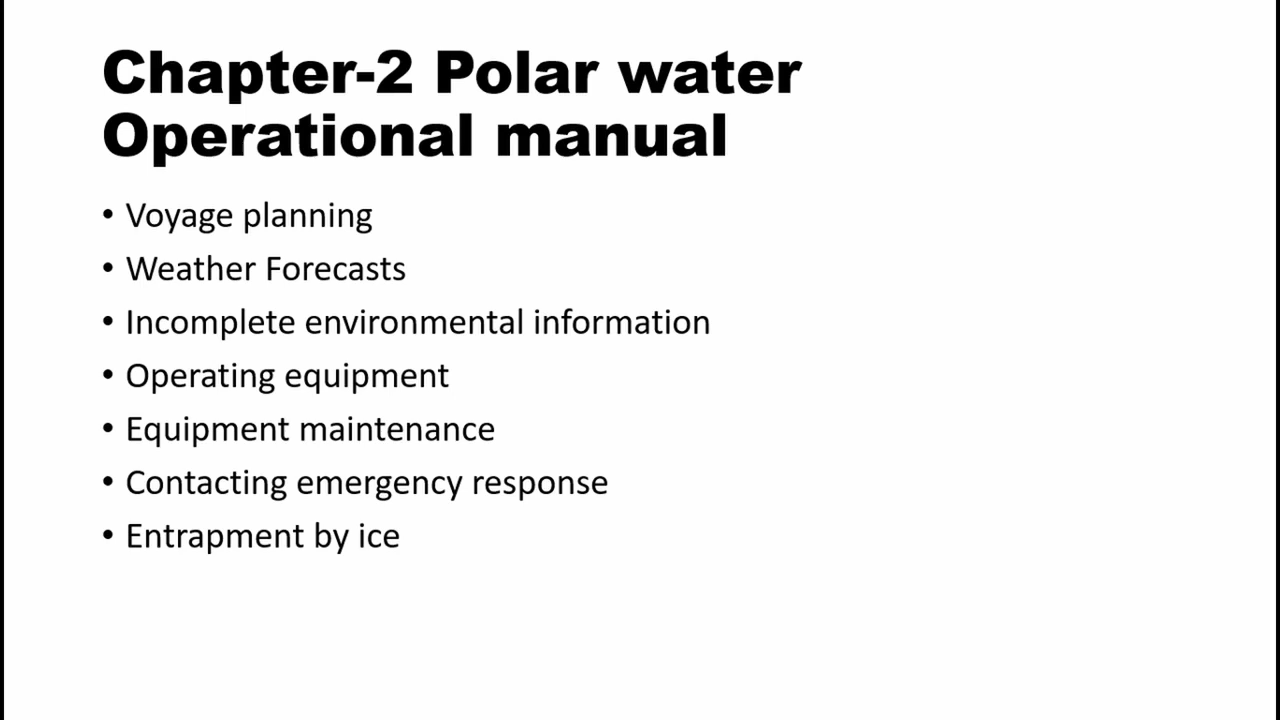 Chapter-2 Polar water
Operational manual
• Voyage planning
• Weather Forecasts
• Incomplete environmental information
• Operating equipment
• Equipment maintenance
• Contacting emergency response
• Entrapment by ice